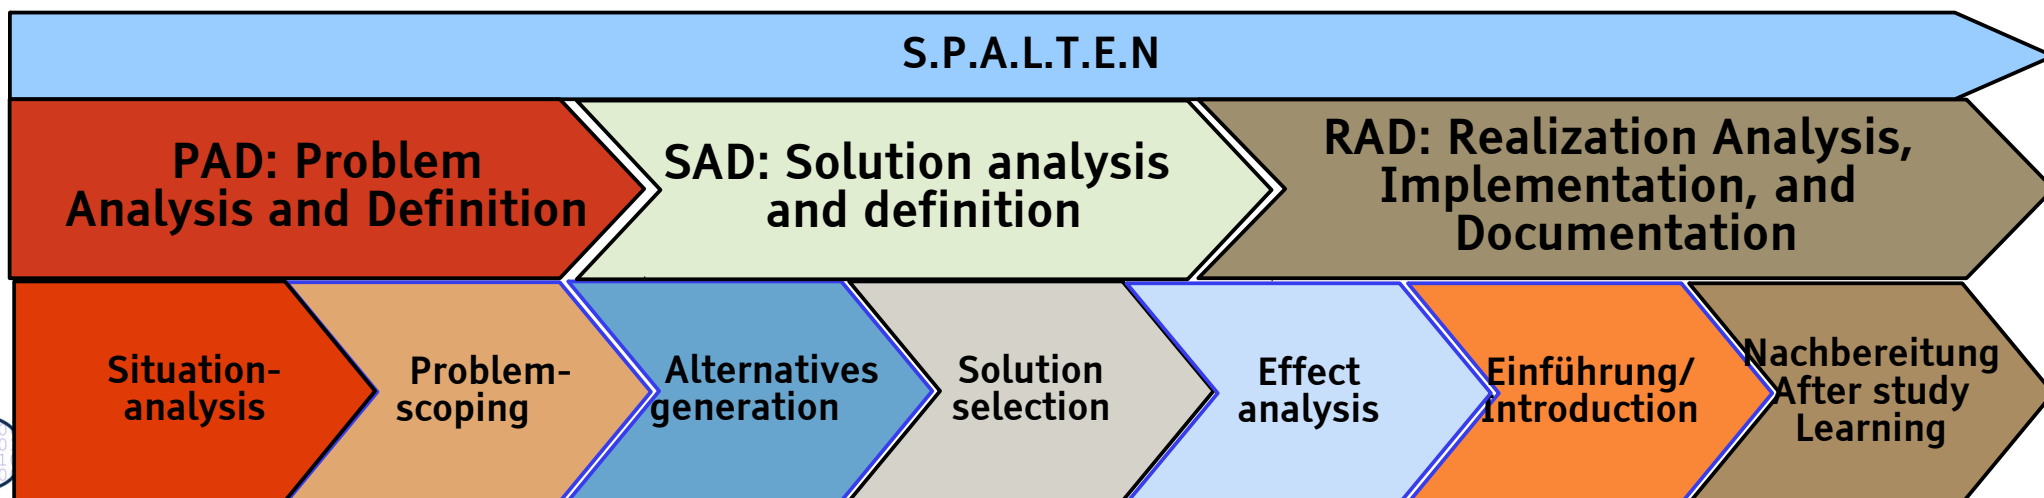 S.P.A.L.T.E.N
PAD: Problem
Analysis and Definition
SAD: Solution analysis
and definition
RAD: Realization Analysis,
Implementation, and
Documentation
Situation-
analysis
Problem-
scoping
Alternatives
generation
Solution
selection
Effect
analysis
Einführung/
Introduction
Nachbereitung
After study
Learning